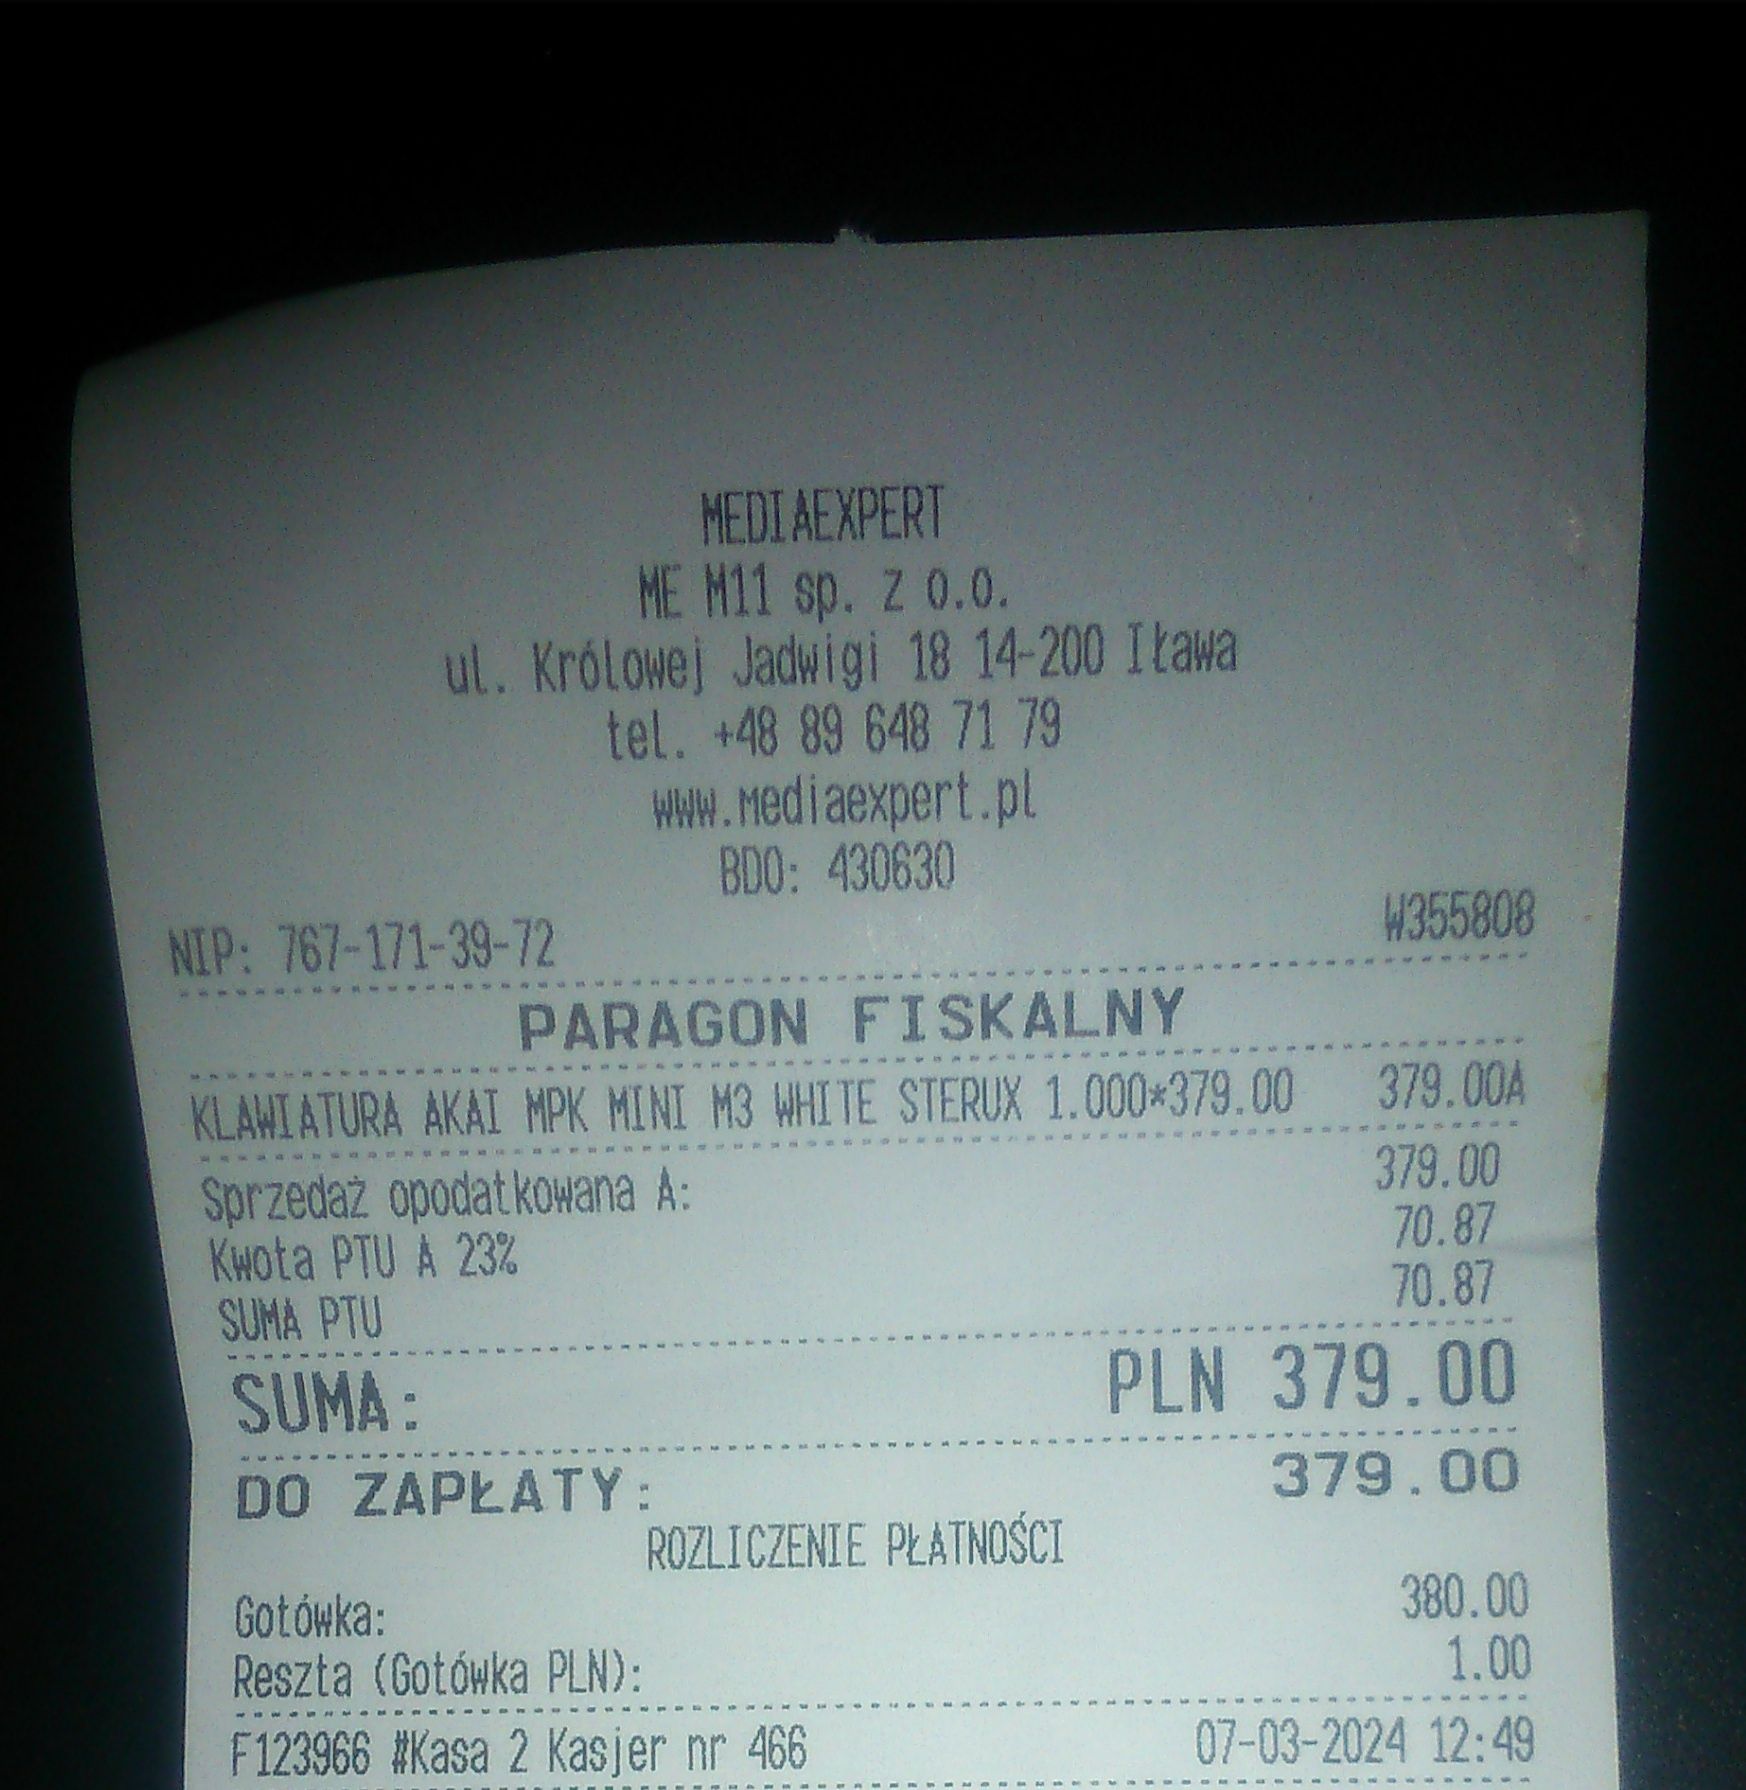 MEDIAEXPERT
ME M11 sp. z o.o.
ul. Królowej Jadwigi 18 14-200 Iława
tel. +48 89 648 71 79
www.mediaexpert.pl
BDO: 430630
NIP: 767-171-39-72 W355808
PARAGON FISKALNY
KLAWIATURA AKAI MPK MINI M3 WHITE STERUX 1.000*379.00 379.00A
Sprzedaż opodatkowana A: 379.00
Kwota PTU A 23% 70.87
SUMA PTU 70.87
SUMA: PLN 379.00
DO ZAPŁATY: 379.00
ROZLICZENIE PŁATNOŚCI
Gotówka: 380.00
Reszta (Gotówka PLN): 1.00
F123966 #Kasa 2 Kasjer nr 466 07-03-2024 12:49